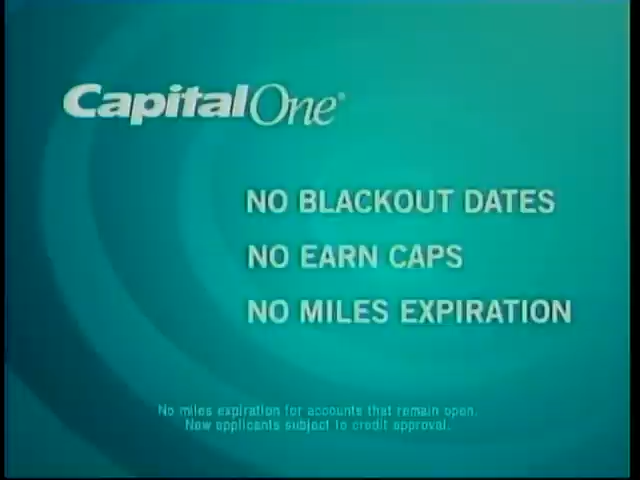 CapitalOne®
NO BLACKOUT DATES
NO EARN CAPS
NO MILES EXPIRATION
No miles expiration for accounts that remain open.
New applicants subject to credit approval.